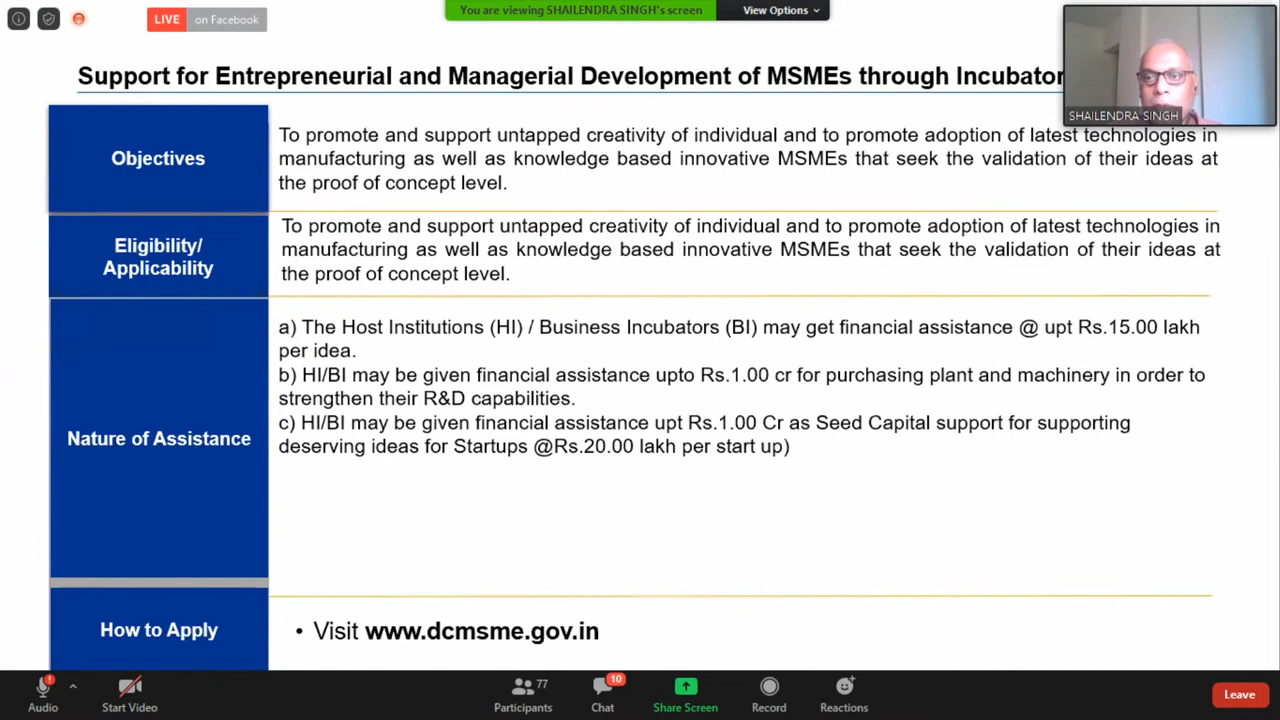 LIVE on Facebook
You are viewing SHAILENDRA SINGH's screen
View Options
Support for Entrepreneurial and Managerial Development of MSMEs through
SHAILENDRA SINGH
Objectives
To promote and support untapped creativity of individual and to promote adoption of latest technologies in
manufacturing as well as knowledge based innovative MSMEs that seek the validation of their ideas at
the proof of concept level.
Eligibility/
Applicability
To promote and support untapped creativity of individual and to promote adoption of latest technologies in
manufacturing as well as knowledge based innovative MSMEs that seek the validation of their ideas at
the proof of concept level.
Nature of Assistance
a) The Host Institutions (HI) / Business Incubators (BI) may get financial assistance @ upt Rs.15.00 lakh
per idea.
b) HI/BI may be given financial assistance upto Rs.1.00 cr for purchasing plant and machinery in order to
strengthen their R&D capabilities.
c) HI/BI may be given financial assistance upt Rs.1.00 Cr as Seed Capital support for supporting
deserving ideas for Startups @Rs.20.00 lakh per start up)
How to Apply
• Visit www.dcmsme.gov.in
Audio
Start Video
77
Participants
10
Chat
Share Screen
Record
Reactions
Leave